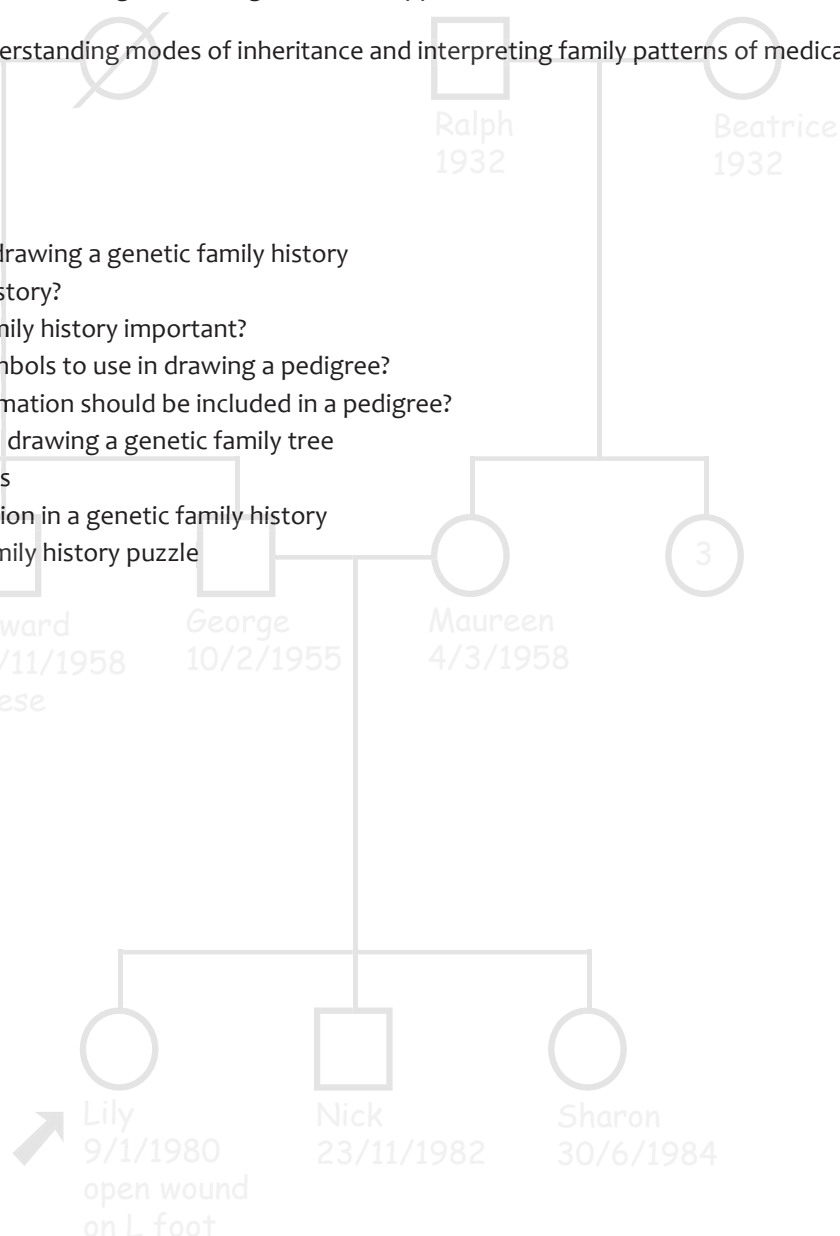 erstanding modes of inheritance and interpreting family patterns of medica
Ralph
1932
Beatrice
1932
drawing a genetic family history
story?
mily history important?
nbols to use in drawing a pedigree?
mation should be included in a pedigree?
drawing a genetic family tree
s
ion in a genetic family history
mily history puzzle
3
ward
/11/1958
ese
George
10/2/1955
Maureen
4/3/1958
Lily
9/1/1980
open wound
on L foot
Nick
23/11/1982
Sharon
30/6/1984